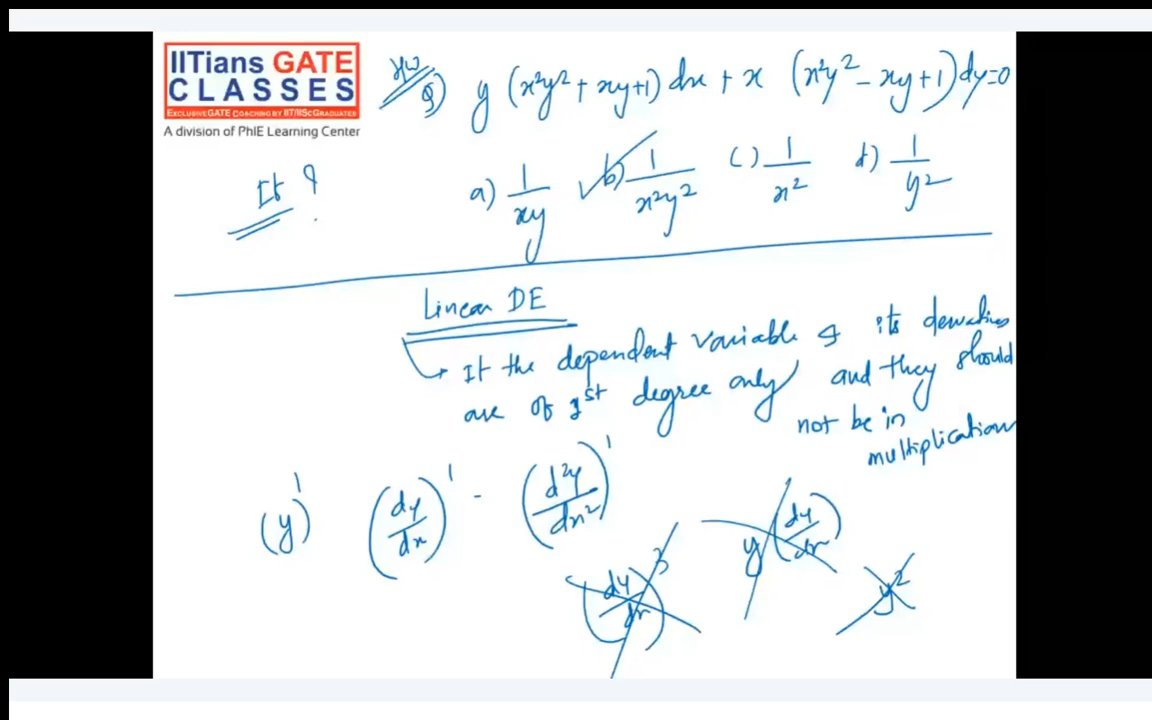 IITians GATE
CLASSES
EXCLUSIVE GATE COACHING BY IIT/IISc GRADUATES
A division of PhIE Learning Center
HW
Q) y (x²y² + xy+1) dx + x (x²y² - xy+1) dy=0
If ?
a) 1/xy b) 1/x²y² c) 1/x² d) 1/y²
Linear DE
→ If the dependent variable & its derivatives
are of 1st degree only and they should
not be in
multiplication
(y)¹ (dy/dx)¹ - (d²y/dx²)¹
(dy/dx)³ y(dy/dx) y²